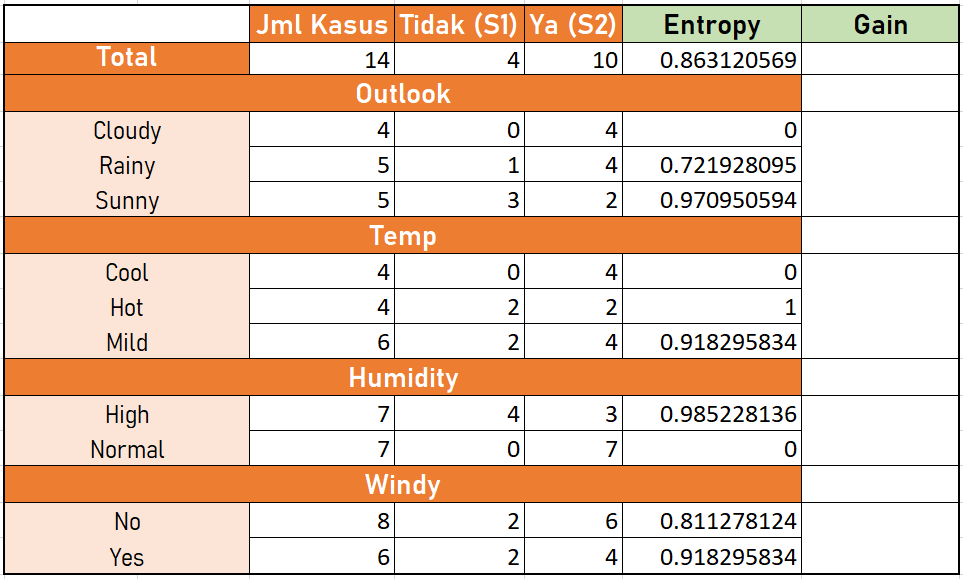 Jml Kasus Tidak (S1) Ya (S2) Entropy Gain
Total 14 4 10 0.863120569
Outlook
Cloudy 4 0 4 0
Rainy 5 1 4 0.721928095
Sunny 5 3 2 0.970950594
Temp
Cool 4 0 4 0
Hot 4 2 2 1
Mild 6 2 4 0.918295834
Humidity
High 7 4 3 0.985228136
Normal 7 0 7 0
Windy
No 8 2 6 0.811278124
Yes 6 2 4 0.918295834